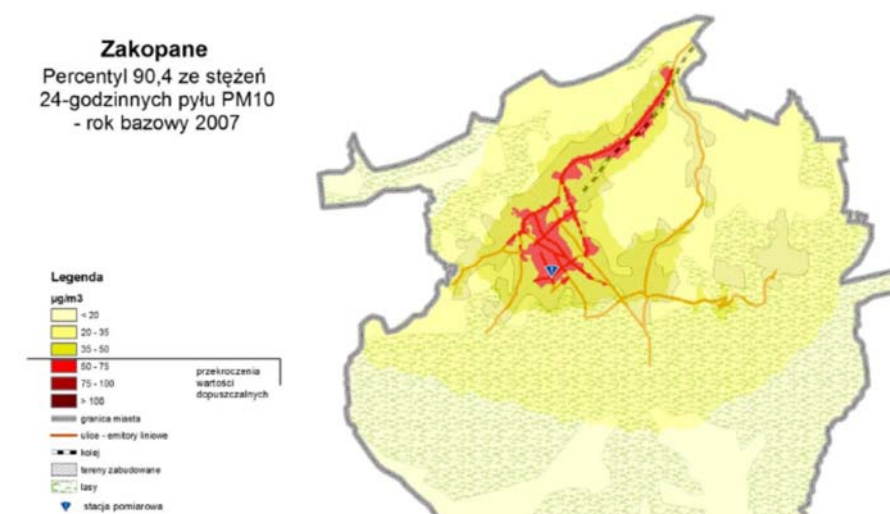 Zakopane
Percentyl 90,4 ze stężeń
24-godzinnych pyłu PM10
- rok bazowy 2007
Legenda
µg/m3
< 20
20 - 35
35 - 50
50 - 75
75 - 100
> 100
przekroczenia
wartości
dopuszczalnych
granica miasta
ulice - emitory liniowe
kolej
tereny zabudowane
lasy
stacja pomiarowa